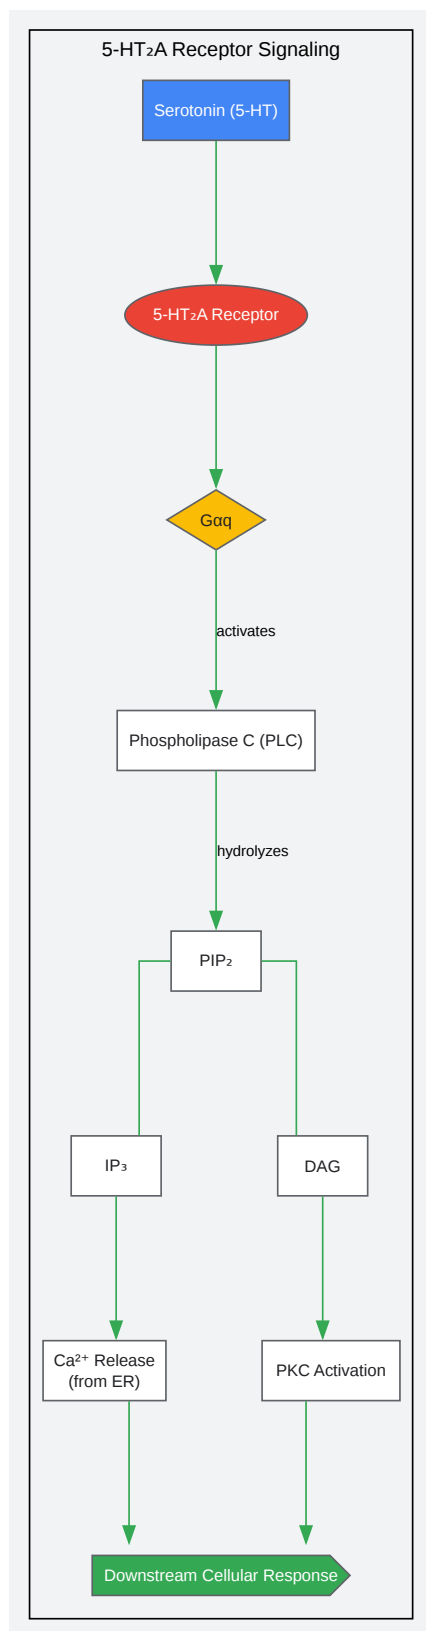 5-HT₂A Receptor Signaling
Serotonin (5-HT)
5-HT₂A Receptor
Gαq
activates
Phospholipase C (PLC)
hydrolyzes
PIP₂
IP₃
DAG
Ca²⁺ Release
(from ER)
PKC Activation
Downstream Cellular Response